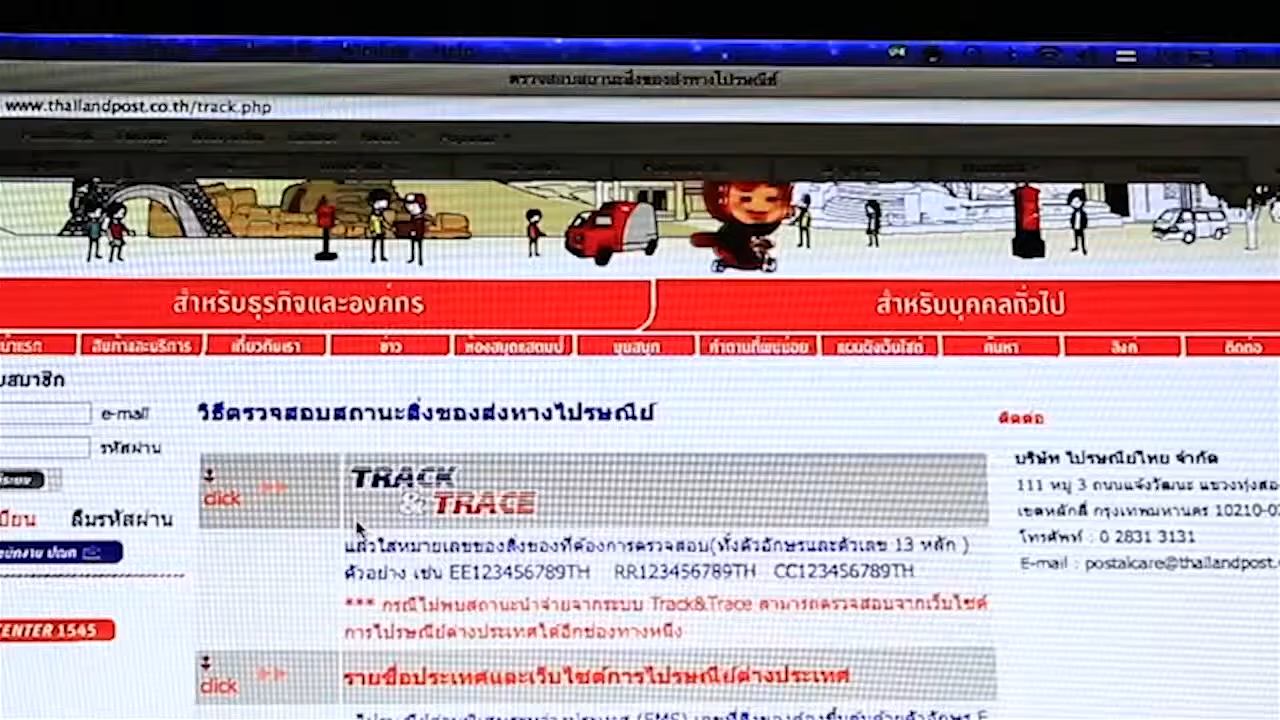 ตรวจสอบสถานะสิ่งของส่งทางไปรษณีย์
www.thailandpost.co.th/track.php
สำหรับธุรกิจและองค์กร
สำหรับบุคคลทั่วไป
สินค้าและบริการ เกี่ยวกับเรา ข่าว ห้องสมุดแสตมป์ มุมสนุก คำถามที่พบบ่อย แผนผังเว็บไซต์ ค้นหา ลิงค์ ติดต่อ
e-mail
รหัสผ่าน
ลืมรหัสผ่าน
CENTER 1545
วิธีตรวจสอบสถานะสิ่งของส่งทางไปรษณีย์
click
TRACK
& TRACE
แล้วใส่หมายเลขของสิ่งของที่ต้องการตรวจสอบ(ทั้งตัวอักษรและตัวเลข 13 หลัก )
ตัวอย่าง เช่น EE123456789TH RR123456789TH CC123456789TH
*** กรณีไม่พบสถานะนำจ่ายจากระบบ Track&Trace สามารถตรวจสอบจากเว็บไซต์
การไปรษณีย์ต่างประเทศได้อีกช่องทางหนึ่ง
click
รายชื่อประเทศและเว็บไซต์การไปรษณีย์ต่างประเทศ
ติดต่อ
บริษัท ไปรษณีย์ไทย จำกัด
111 หมู่ 3 ถนนแจ้งวัฒนะ แขวงทุ่งสอ
เขตหลักสี่ กรุงเทพมหานคร 10210-0
โทรศัพท์ : 0 2831 3131
E-mail : postalcare@thailandpost.